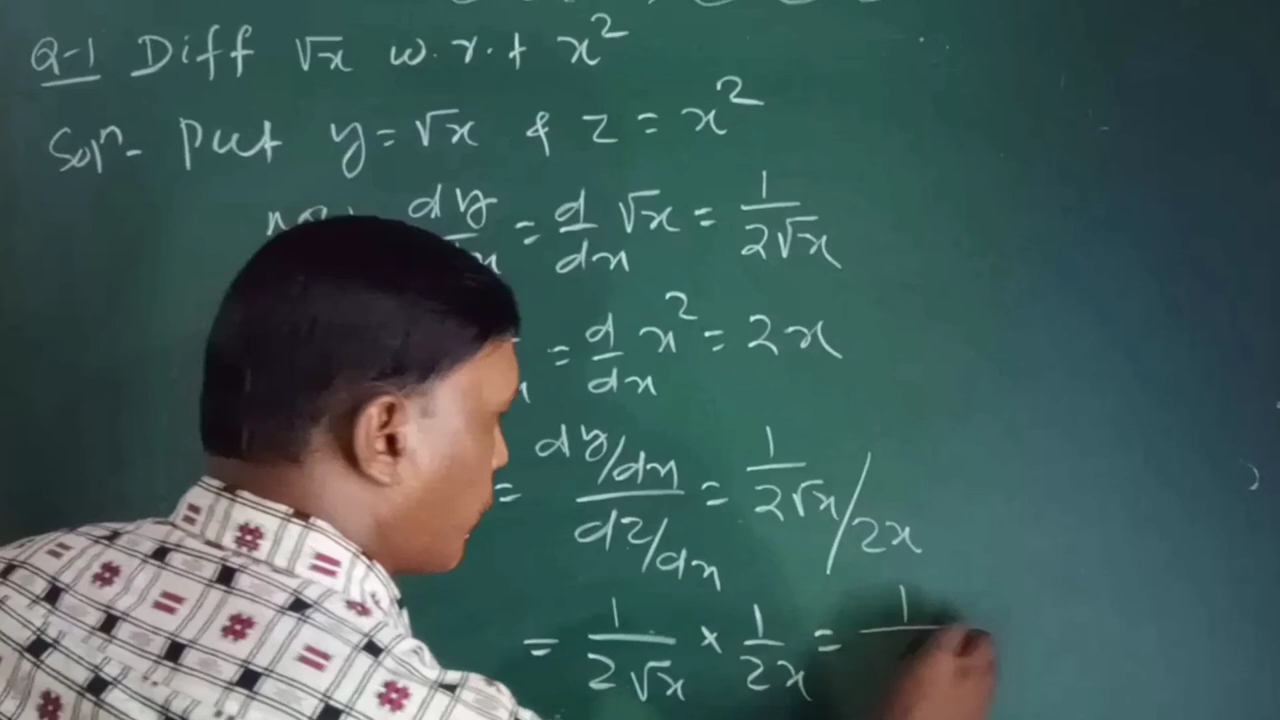 Q-1 Diff √x w.r.t x²
Solⁿ- Put y = √x & z = x²
dy = d/dx √x = 1/2√x
= d/dx x² = 2x
= dy/dx / dz/dx = 1/2√x / 2x
= 1/2√x × 1/2x = 1